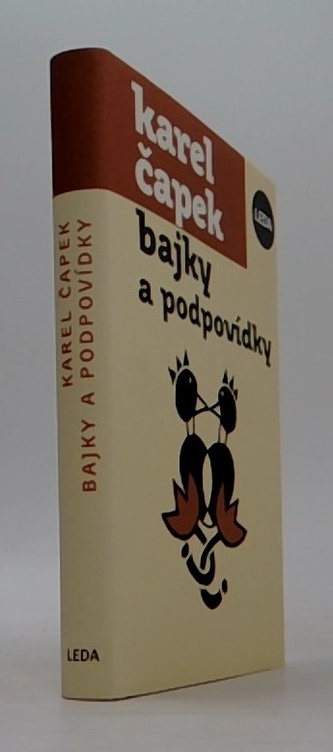 karel
čapek
LEDA
bajky
a podpovídky
KAREL ČAPEK
BAJKY A PODPOVÍDKY
LEDA